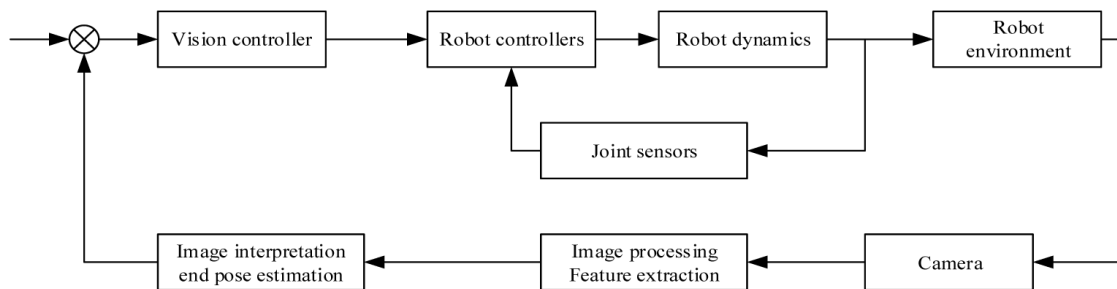 Vision controller
Robot controllers
Robot dynamics
Robot
environment
Joint sensors
Image interpretation
end pose estimation
Image processing
Feature extraction
Camera